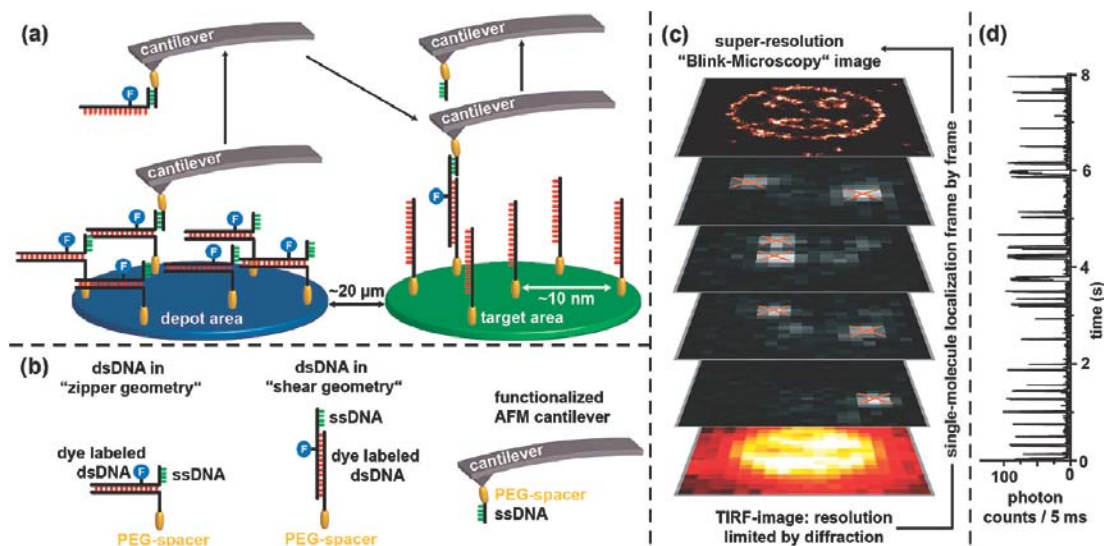 (a)
cantilever
F
cantilever
F
F
F
F
F
depot area
~20 µm
cantilever
cantilever
F
~10 nm
target area
(b)
dsDNA in
"zipper geometry"
dye labeled
dsDNA
F
ssDNA
PEG-spacer
dsDNA in
"shear geometry"
ssDNA
F
dye labeled
dsDNA
PEG-spacer
functionalized
AFM cantilever
cantilever
PEG-spacer
ssDNA
(c)
super-resolution
"Blink-Microscopy" image
single-molecule localization frame by frame
TIRF-image: resolution
limited by diffraction
(d)
8
6
4
2
0
time (s)
100
0
photon
counts / 5 ms